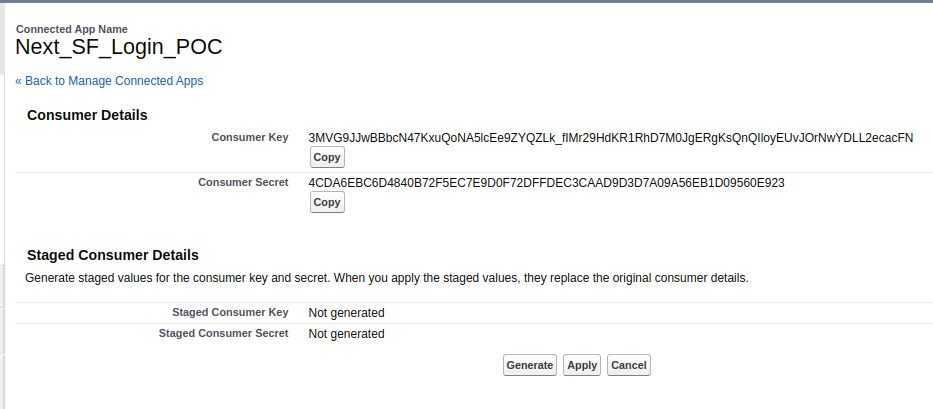 Connected App Name
Next_SF_Login_POC
« Back to Manage Connected Apps
Consumer Details
Consumer Key 3MVG9JJwBBbcN47KxuQoNA5lcEe9ZYQZLk_fIMr29HdKR1RhD7M0JgERgKsQnQIloyEUvJOrNwYDLL2ecacFN
Copy
Consumer Secret 4CDA6EBC6D4840B72F5EC7E9D0F72DFFDEC3CAAD9D3D7A09A56EB1D09560E923
Copy
Staged Consumer Details
Generate staged values for the consumer key and secret. When you apply the staged values, they replace the original consumer details.
Staged Consumer Key Not generated
Staged Consumer Secret Not generated
Generate Apply Cancel